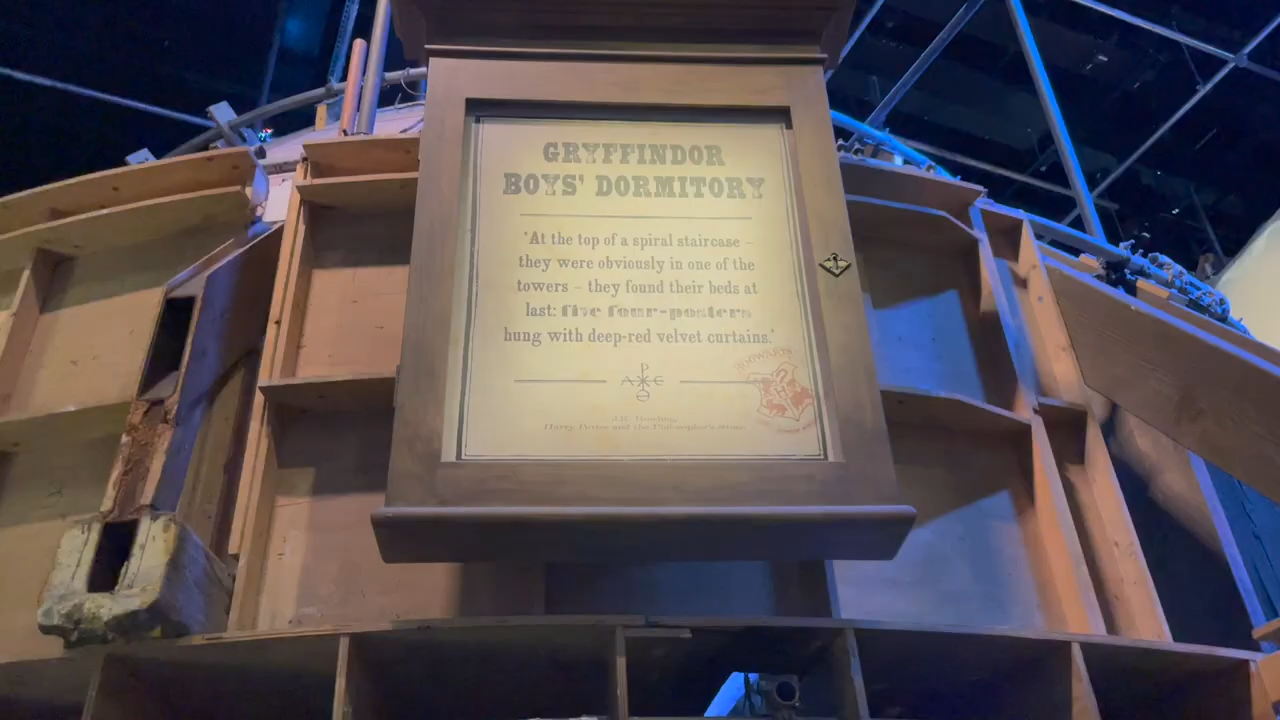 GRYFFINDOR
BOYS' DORMITORY
'At the top of a spiral staircase –
they were obviously in one of the
towers – they found their beds at
last: five four-posters
hung with deep-red velvet curtains.'
J.K. Rowling,
Harry Potter and the Philosopher's Stone
HOGWARTS